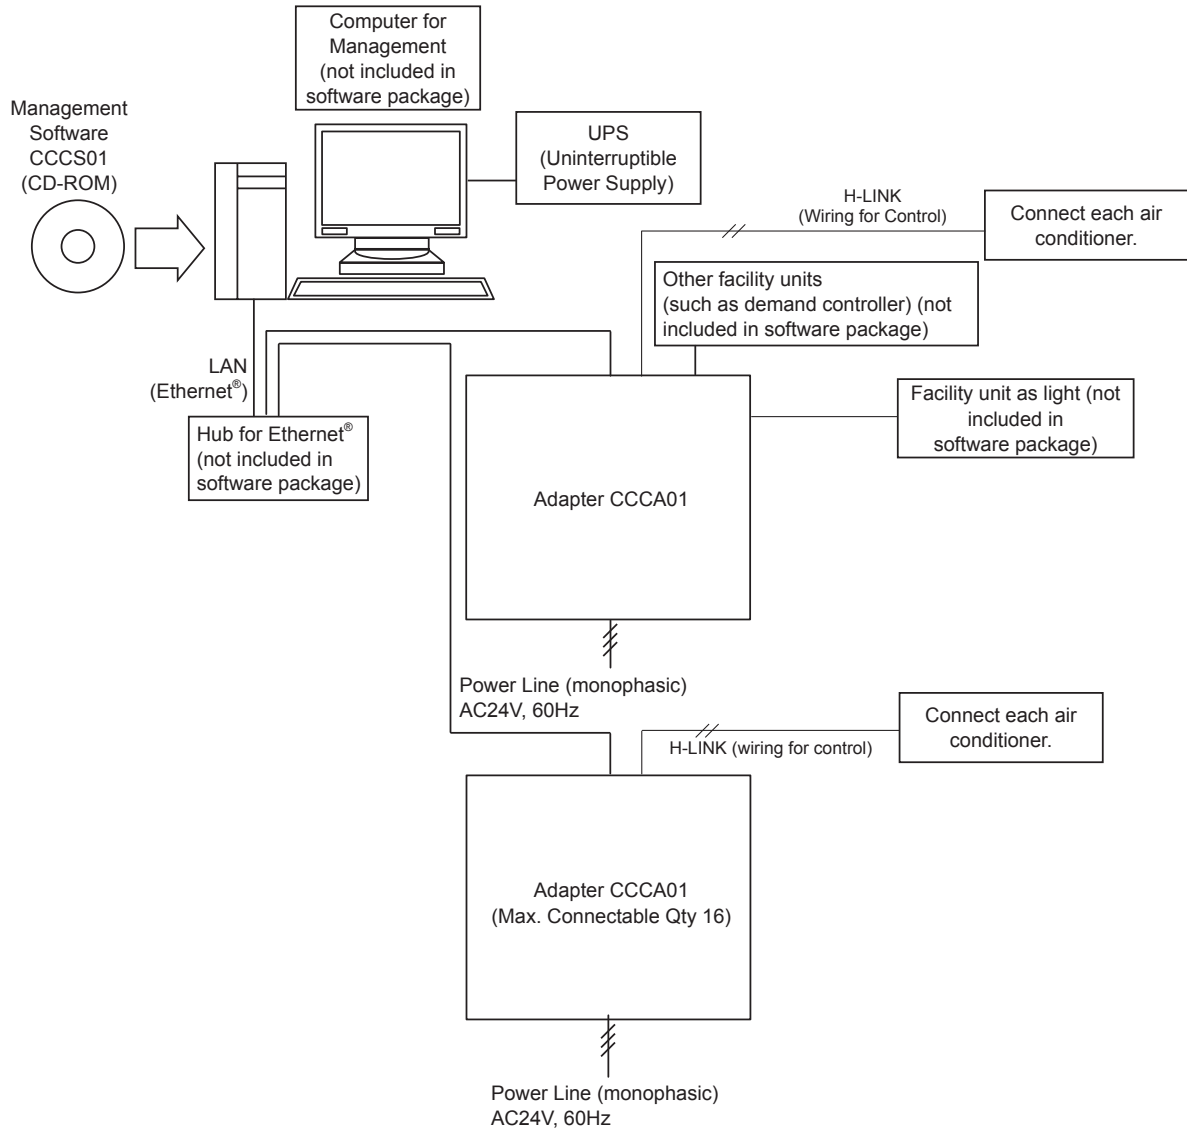 Computer for
Management
(not included in
software package)
Management
Software
CCCS01
(CD-ROM)
UPS
(Uninterruptible
Power Supply)
H-LINK
(Wiring for Control)
Connect each air
conditioner.
Other facility units
(such as demand controller) (not
included in software package)
LAN
(Ethernet®)
Facility unit as light (not
included in
software package)
Hub for Ethernet®
(not included in
software package)
Adapter CCCA01
Power Line (monophasic)
AC24V, 60Hz
Connect each air
conditioner.
H-LINK (wiring for control)
Adapter CCCA01
(Max. Connectable Qty 16)
Power Line (monophasic)
AC24V, 60Hz